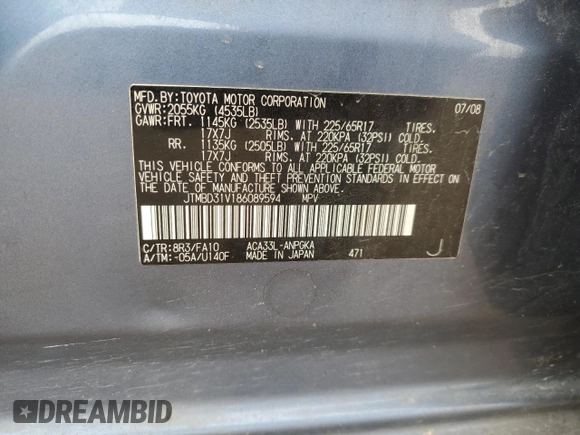 MFD.BY:TOYOTA MOTOR CORPORATION 07/08
GVWR:2055KG (4535LB)
GAWR:FRT. 1145KG (2535LB) WITH 225/65R17 TIRES.
17X7J RIMS. AT 220KPA (32PSI) COLD.
RR. 1135KG (2505LB) WITH 225/65R17 TIRES.
17X7J RIMS. AT 220KPA (32PSI) COLD.
THIS VEHICLE CONFORMS TO ALL APPLICABLE FEDERAL MOTOR
VEHICLE SAFETY AND THEFT PREVENTION STANDARDS IN EFFECT
ON THE DATE OF MANUFACTURE SHOWN ABOVE.
JTMBD31V186089594 MPV
C/TR:8R3/FA10 ACA33L-ANPGKA
A/TM:-05A/U140F MADE IN JAPAN 471 J
DREAMBID